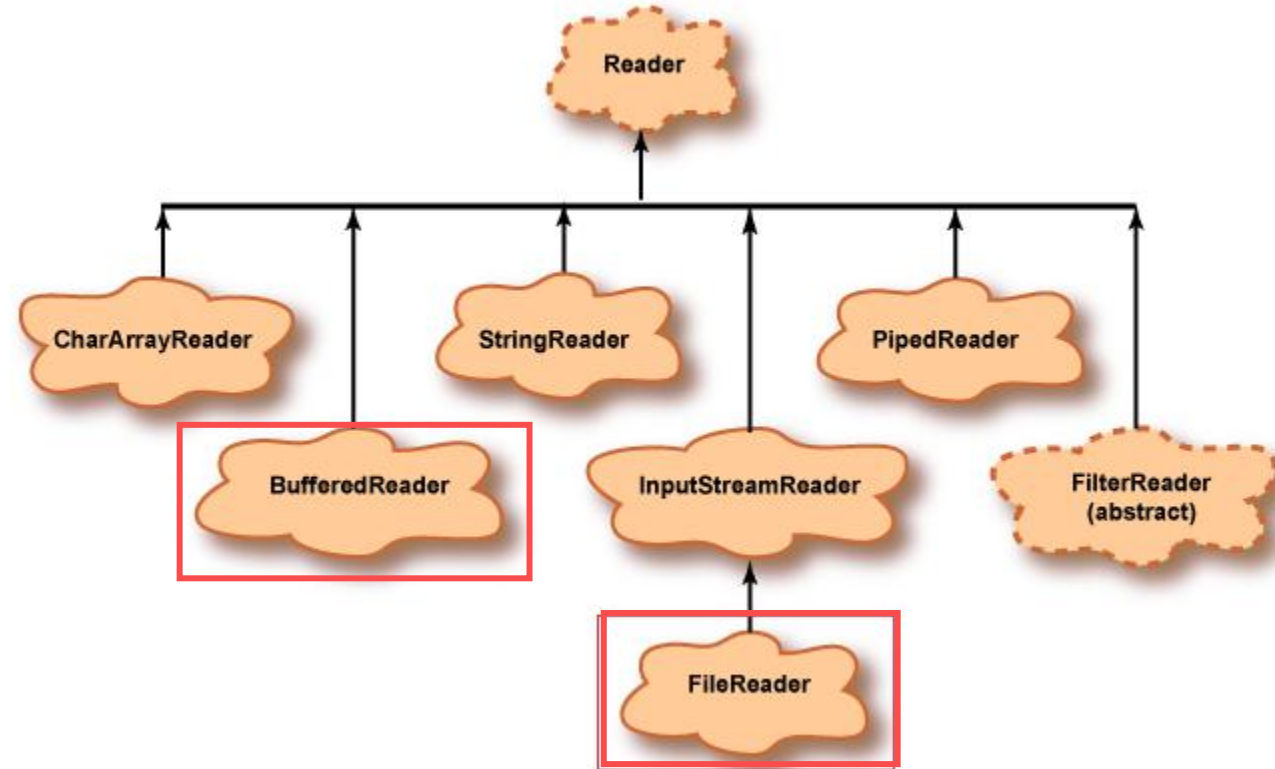 Reader
CharArrayReader
StringReader
PipedReader
BufferedReader
InputStreamReader
FilterReader
(abstract)
FileReader